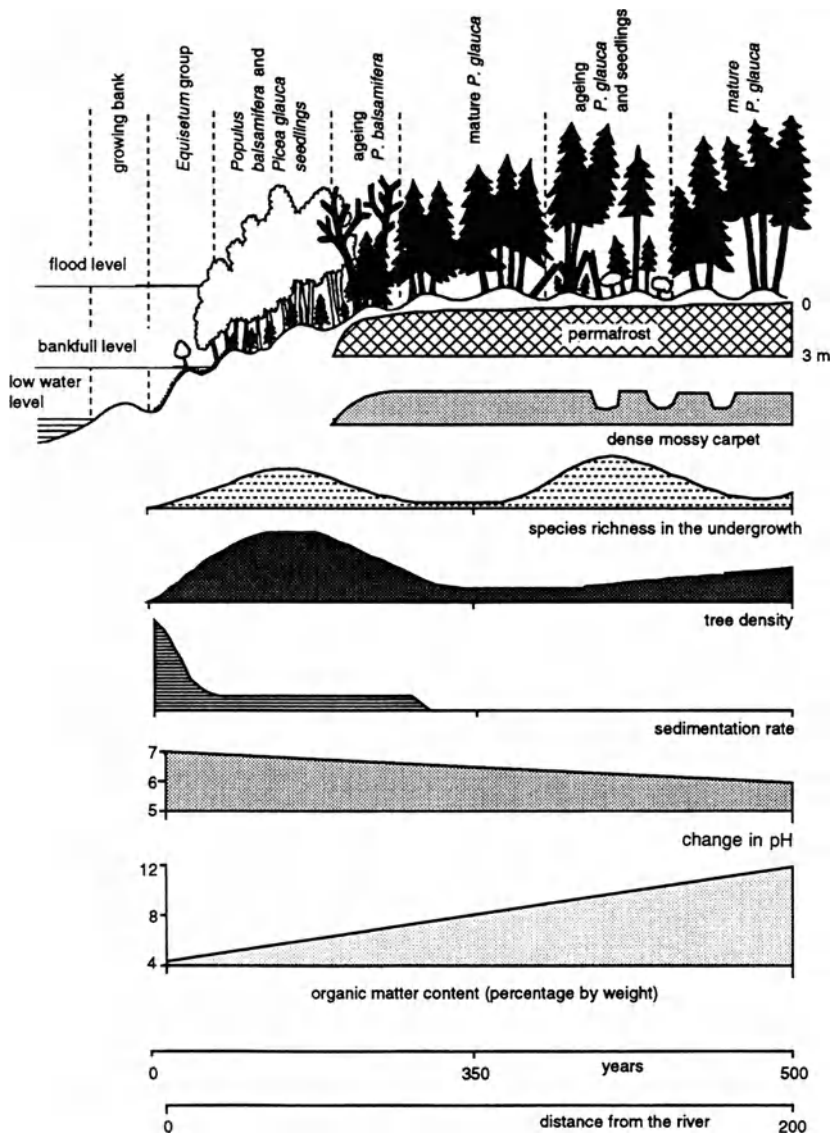 growing bank
Equisetum group
Populus
balsamifera and
Picea glauca
seedlings
ageing
P. balsamifera
mature P. glauca
ageing
P. glauca
and seedlings
mature
P. glauca
flood level
bankfull level
low water
level
0
permafrost
3 m
dense mossy carpet
species richness in the undergrowth
tree density
sedimentation rate
7
6
5
change in pH
12
8
4
organic matter content (percentage by weight)
years
0 350 500
distance from the river
0 200